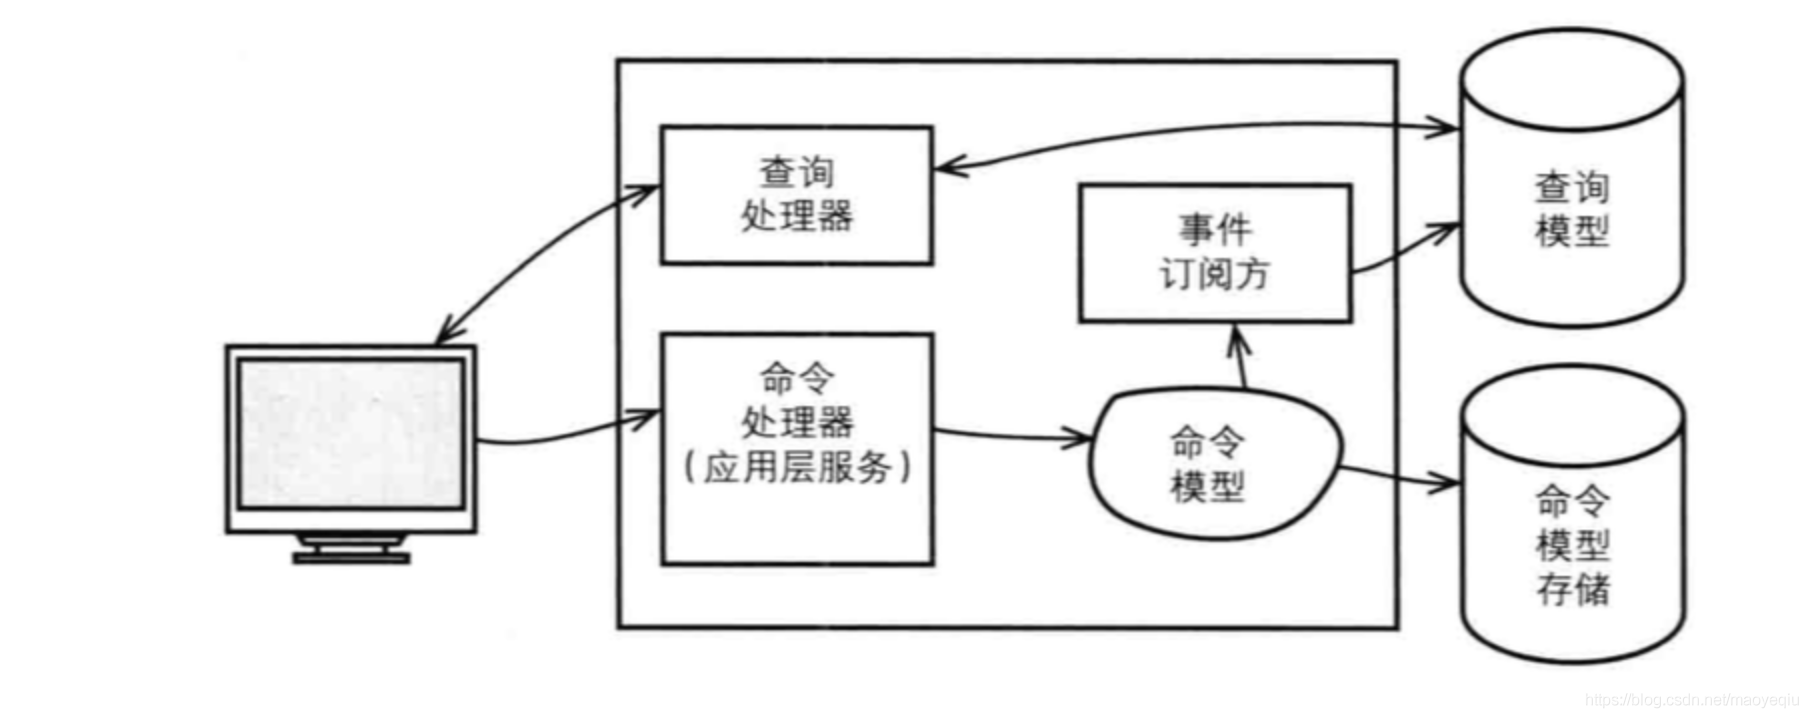 查询
处理器
事件
订阅方
查询
模型
命令
处理器
(应用层服务)
命令
模型
命令
模型
存储
https://blog.csdn.net/maoyeqiu